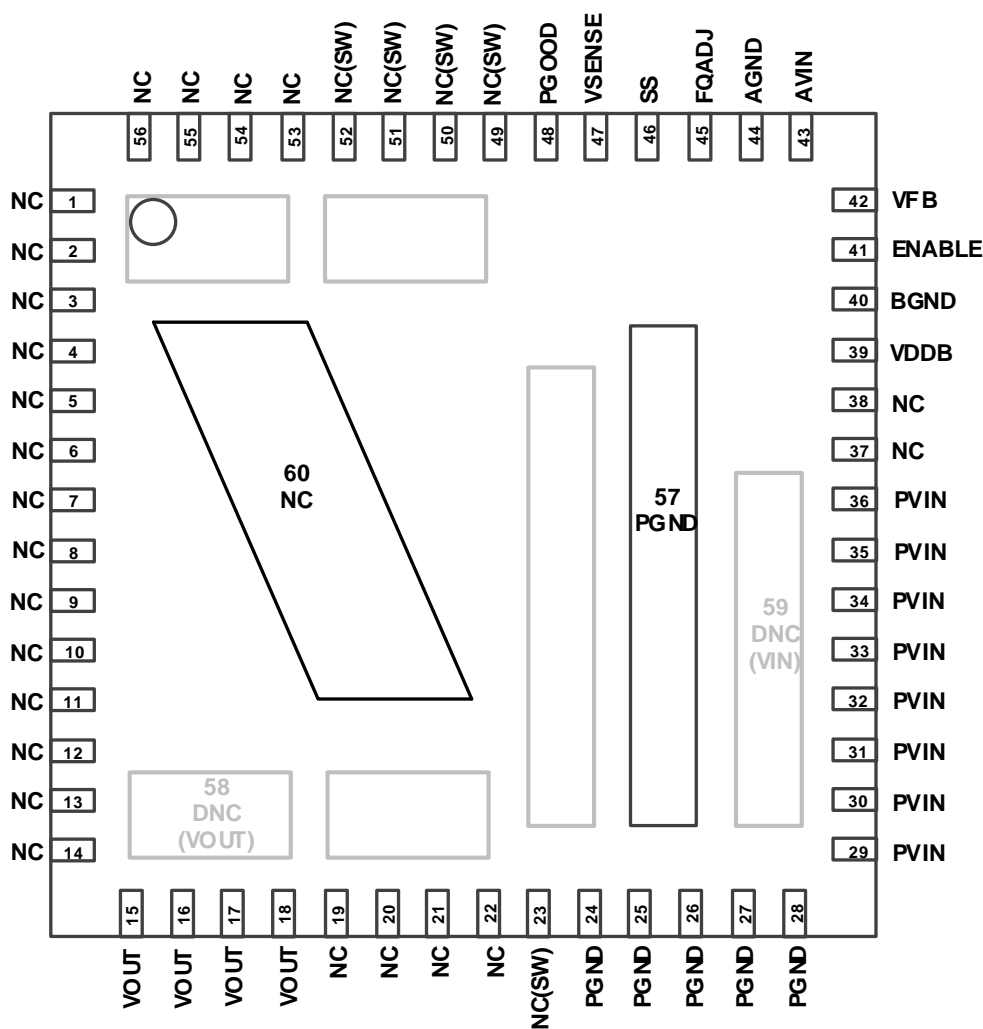 NC
NC
NC
NC
NC(SW)
NC(SW)
NC(SW)
NC(SW)
PGOOD
VSENSE
SS
FQADJ
AGND
AVIN
56
55
54
53
52
51
50
49
48
47
46
45
44
43
NC 1
NC 2
NC 3
NC 4
NC 5
NC 6
NC 7
NC 8
NC 9
NC 10
NC 11
NC 12
NC 13
NC 14
60
NC
57
PGND
59
DNC
(VIN)
58
DNC
(VOUT)
42 VFB
41 ENABLE
40 BGND
39 VDDB
38 NC
37 NC
36 PVIN
35 PVIN
34 PVIN
33 PVIN
32 PVIN
31 PVIN
30 PVIN
29 PVIN
15
16
17
18
19
20
21
22
23
24
25
26
27
28
VOUT
VOUT
VOUT
VOUT
NC
NC
NC
NC
NC(SW)
PGND
PGND
PGND
PGND
PGND